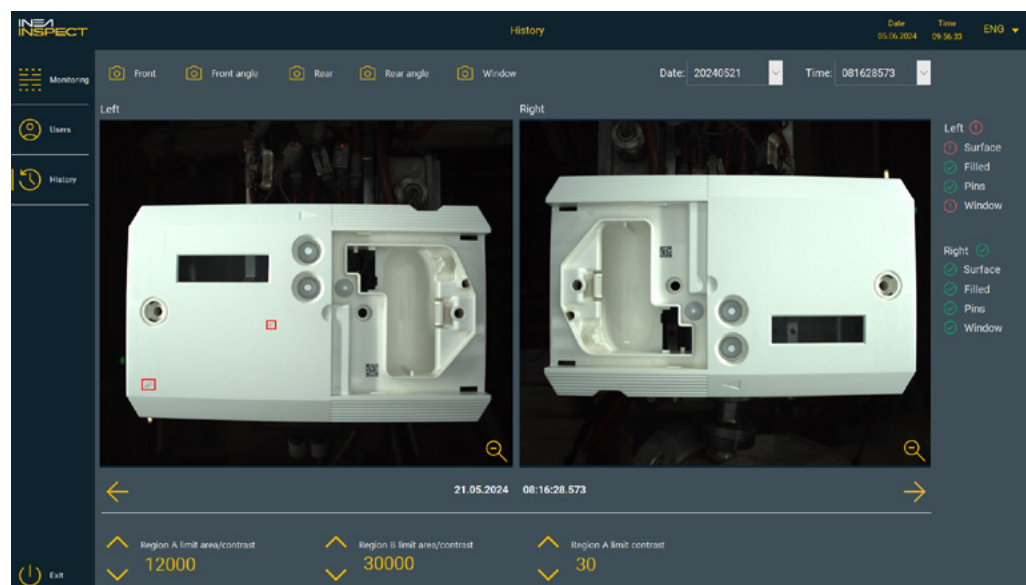 INEA
INSPECT
History
Date
05.06.2024
Time
09:56:33
ENG
Monitoring
Users
History
Exit
Front
Front angle
Rear
Rear angle
Window
Date: 20240521
Time: 081628573
Left
Right
Left
Surface
Filled
Pins
Window
Right
Surface
Filled
Pins
Window
21.05.2024 08:16:28.573
Region A limit area/contrast
12000
Region B limit area/contrast
30000
Region A limit contrast
30